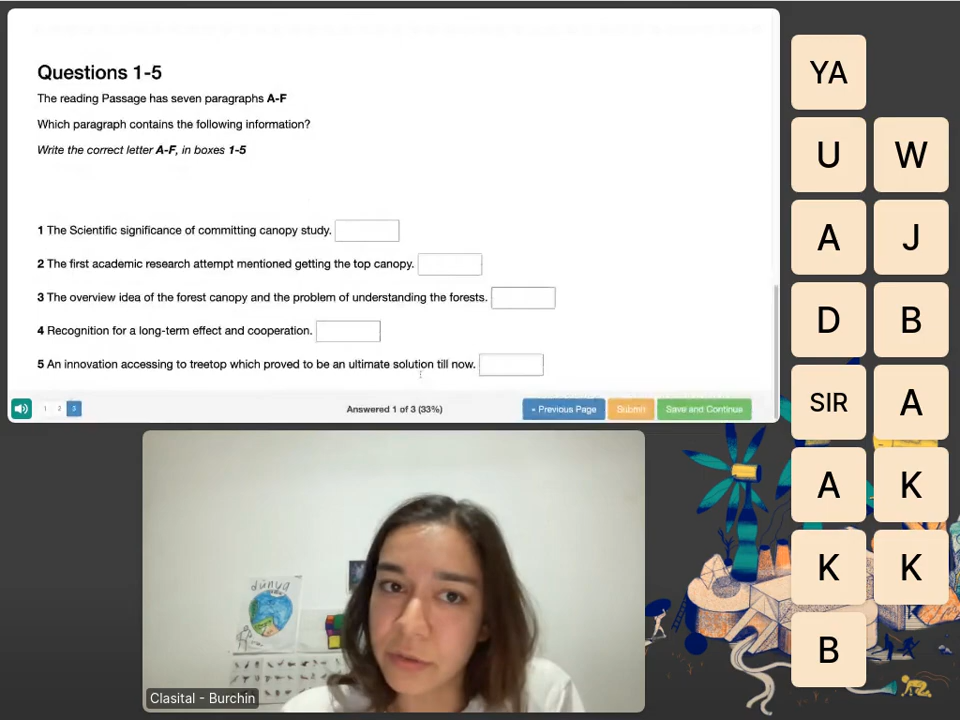 Questions 1-5
The reading Passage has seven paragraphs A-F
Which paragraph contains the following information?
Write the correct letter A-F, in boxes 1-5
1 The Scientific significance of committing canopy study.
2 The first academic research attempt mentioned getting the top canopy.
3 The overview idea of the forest canopy and the problem of understanding the forests.
4 Recognition for a long-term effect and cooperation.
5 An innovation accessing to treetop which proved to be an ultimate solution till now.
1 2 3
Answered 1 of 3 (33%)
« Previous Page
Submit
Save and Continue
dünya
Clasital - Burchin
YA
U W
A J
D B
SIR A
A K
K K
B